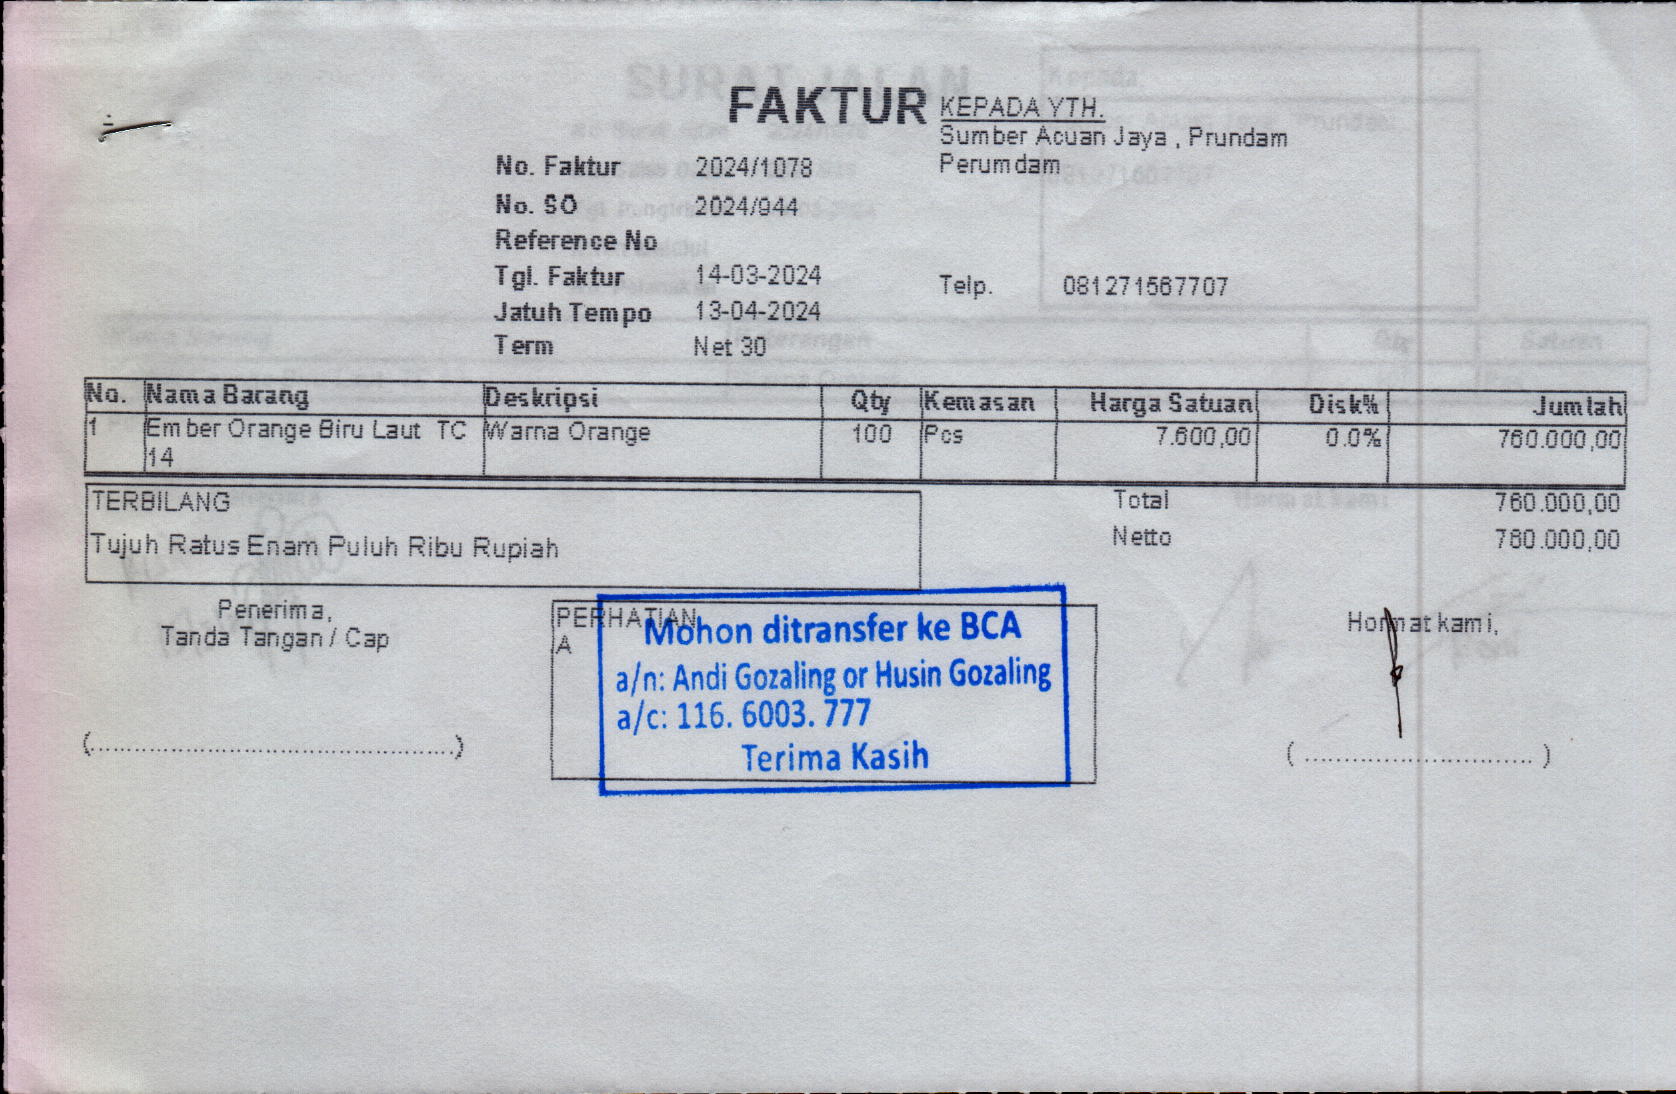 FAKTUR
KEPADA YTH.
Sumber Acuan Jaya , Prundam
Perumdam
No. Faktur 2024/1078
No. SO 2024/944
Reference No
Tgl. Faktur 14-03-2024
Telp. 081271567707
Jatuh Tempo 13-04-2024
Term Net 30
No. Nama Barang Deskripsi Qty Kemasan Harga Satuan Disk% Jumlah
1 Ember Orange Biru Laut TC Warna Orange 100 Pcs 7.600,00 0.0% 760.000,00
14
TERBILANG Total 760.000,00
Tujuh Ratus Enam Puluh Ribu Rupiah Netto 760.000,00
Penerima,
Tanda Tangan / Cap
PERHATIAN
A
Mohon ditransfer ke BCA
a/n: Andi Gozaling or Husin Gozaling
a/c: 116. 6003. 777
Terima Kasih
Hormat kami,
(................................................) (.............................)